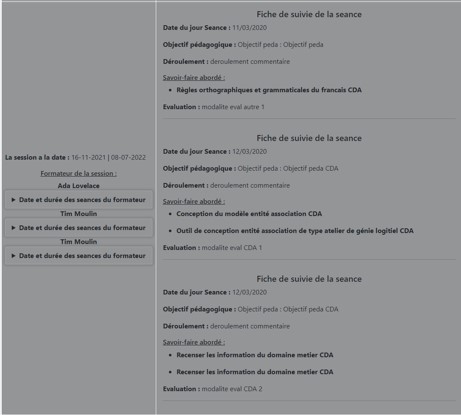 La session a la date : 16-11-2021 | 08-07-2022
Formateur de la session :
Ada Lovelace
Date et durée des seances du formateur
Tim Moulin
Date et durée des seances du formateur
Tim Moulin
Date et durée des seances du formateur
Fiche de suivie de la seance
Date du jour Seance : 11/03/2020
Objectif pédagogique : Objectif peda : Objectif peda
Déroulement : deroulement commentaire
Savoir-faire abordé :
Règles orthographiques et grammaticales du francais CDA
Evaluation : modalite eval autre 1
Fiche de suivie de la seance
Date du jour Seance : 12/03/2020
Objectif pédagogique : Objectif peda : Objectif peda CDA
Déroulement : deroulement commentaire
Savoir-faire abordé :
Conception du modèle entité association CDA
Outil de conception entité association de type atelier de génie logitiel CDA
Evaluation : modalite eval CDA 1
Fiche de suivie de la seance
Date du jour Seance : 12/03/2020
Objectif pédagogique : Objectif peda : Objectif peda CDA
Déroulement : deroulement commentaire
Savoir-faire abordé :
Recenser les information du domaine metier CDA
Recenser les information du domaine metier CDA
Evaluation : modalite eval CDA 2